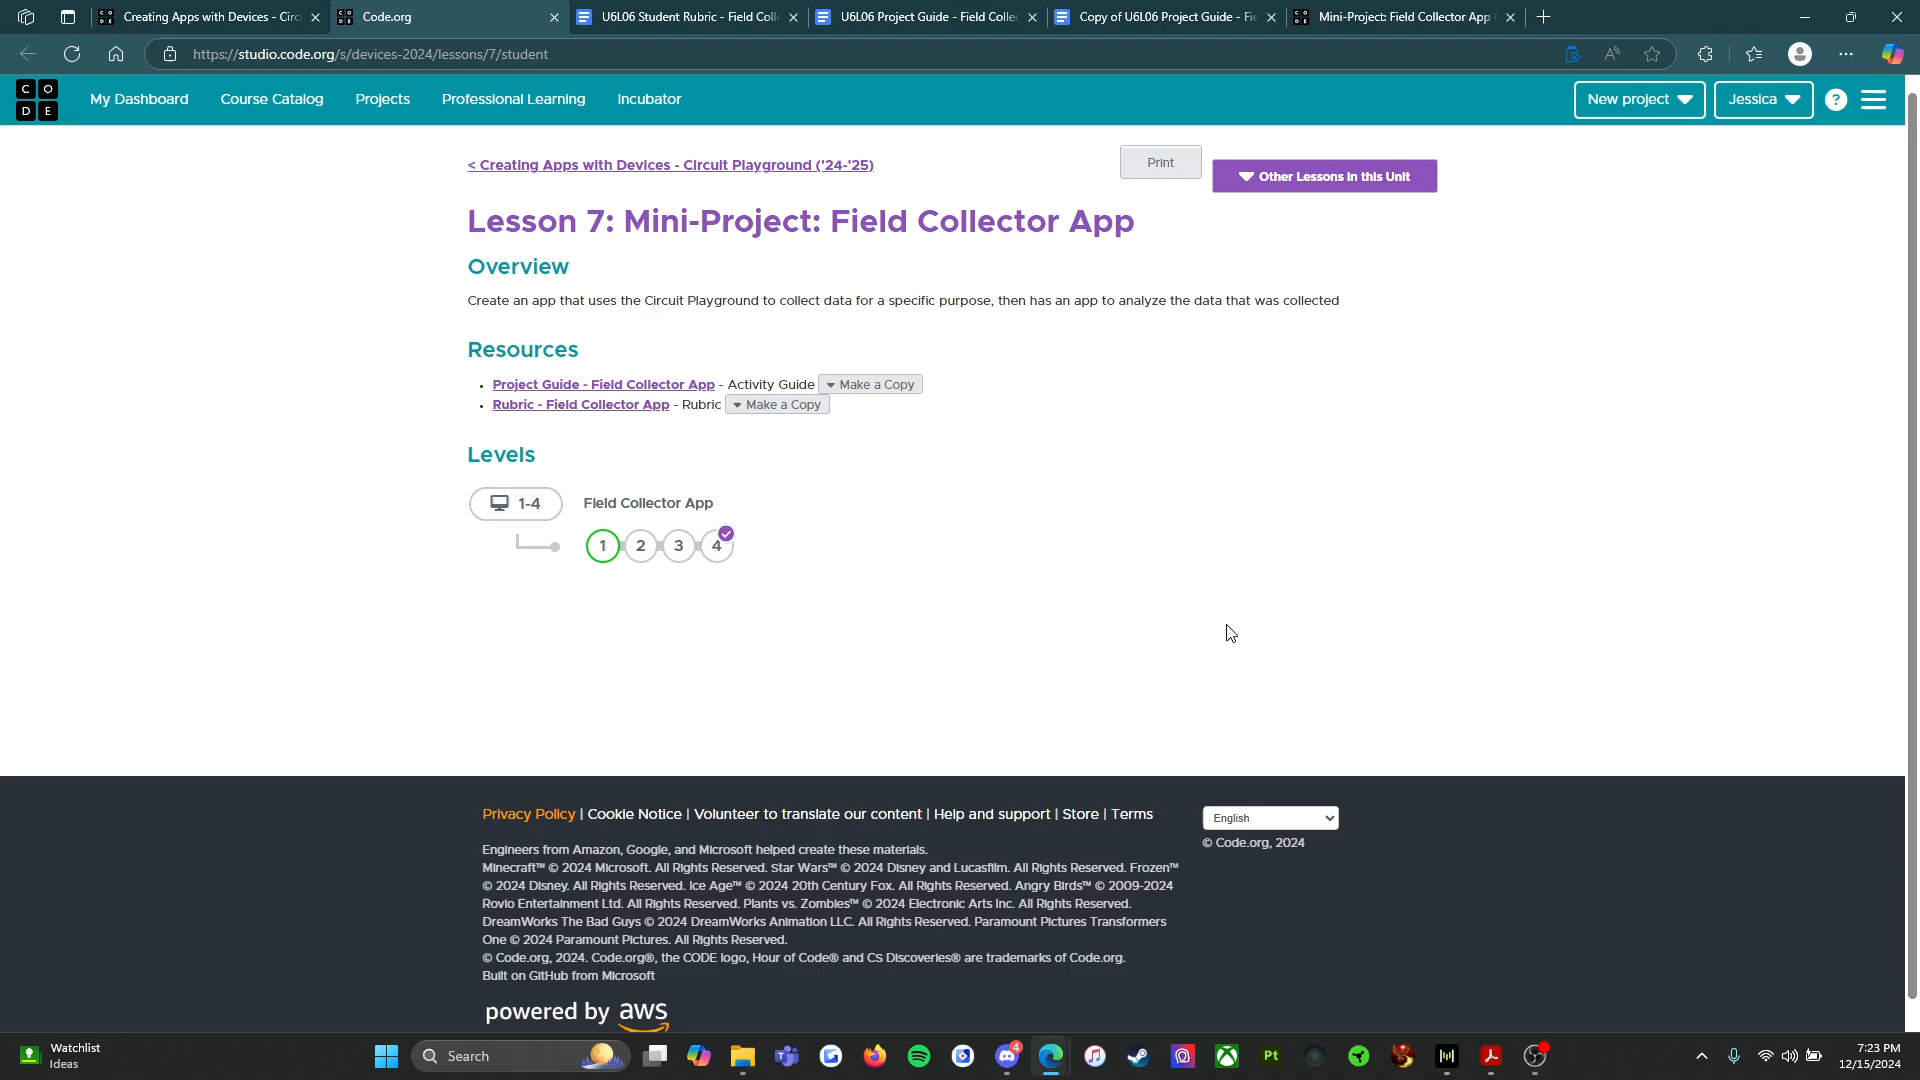 Creating Apps with Devices - Circ
Code.org
U6L06 Student Rubric - Field Coll
U6L06 Project Guide - Field Collec
Copy of U6L06 Project Guide - Fie
Mini-Project: Field Collector App
https://studio.code.org/s/devices-2024/lessons/7/student
C O
D E
My Dashboard
Course Catalog
Projects
Professional Learning
Incubator
New project
Jessica
?
< Creating Apps with Devices - Circuit Playground ('24-'25)
Print
Other Lessons in this Unit
Lesson 7: Mini-Project: Field Collector App
Overview
Create an app that uses the Circuit Playground to collect data for a specific purpose, then has an app to analyze the data that was collected
Resources
Project Guide - Field Collector App - Activity Guide Make a Copy
Rubric - Field Collector App - Rubric Make a Copy
Levels
1-4
Field Collector App
1 2 3 4
Privacy Policy | Cookie Notice | Volunteer to translate our content | Help and support | Store | Terms
English
© Code.org, 2024
Engineers from Amazon, Google, and Microsoft helped create these materials.
Minecraft™ © 2024 Microsoft. All Rights Reserved. Star Wars™ © 2024 Disney and Lucasfilm. All Rights Reserved. Frozen™
© 2024 Disney. All Rights Reserved. Ice Age™ © 2024 20th Century Fox. All Rights Reserved. Angry Birds™ © 2009-2024
Rovio Entertainment Ltd. All Rights Reserved. Plants vs. Zombies™ © 2024 Electronic Arts Inc. All Rights Reserved.
DreamWorks The Bad Guys © 2024 DreamWorks Animation LLC. All Rights Reserved. Paramount Pictures Transformers
One © 2024 Paramount Pictures. All Rights Reserved.
© Code.org, 2024. Code.org®, the CODE logo, Hour of Code® and CS Discoveries® are trademarks of Code.org.
Built on GitHub from Microsoft
powered by aws
Watchlist
Ideas
Search
4
Pt
7:23 PM
12/15/2024